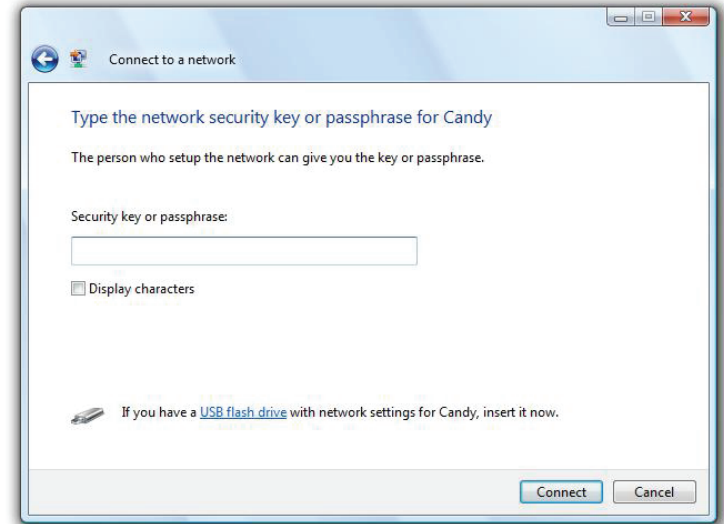 Connect to a network
Type the network security key or passphrase for Candy
The person who setup the network can give you the key or passphrase.
Security key or passphrase:
Display characters
If you have a USB flash drive with network settings for Candy, insert it now.
Connect Cancel